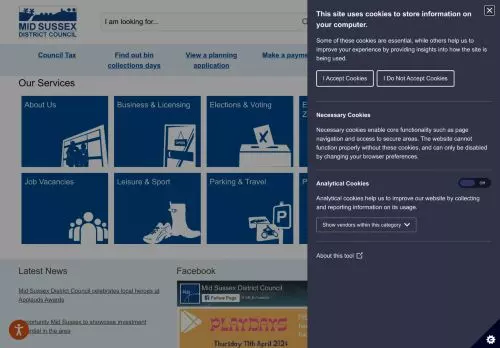 MID SUSSEX
DISTRICT COUNCIL
I am looking for...
Council Tax
Find out bin
collections days
View a planning
application
Make a payme
Our Services
About Us
Business & Licensing
Elections & Voting
E
Job Vacancies
Leisure & Sport
Parking & Travel
P
Latest News
Mid Sussex District Council celebrates local heroes at
Applauds Awards
pportunity Mid Sussex to showcase investment
ential in the area
Facebook
Mid Sussex District Council
Follow Page
PLAYDAYS
Thursday 11th April 2024
This site uses cookies to store information on
your computer.
Some of these cookies are essential, while others help us to
improve your experience by providing insights into how the site is
being used.
I Accept Cookies
I Do Not Accept Cookies
Necessary Cookies
Necessary cookies enable core functionality such as page
navigation and access to secure areas. The website cannot
function properly without these cookies, and can only be disabled
by changing your browser preferences.
Analytical Cookies
Off
Analytical cookies help us to improve our website by collecting
and reporting information on its usage.
Show vendors within this category
About this tool